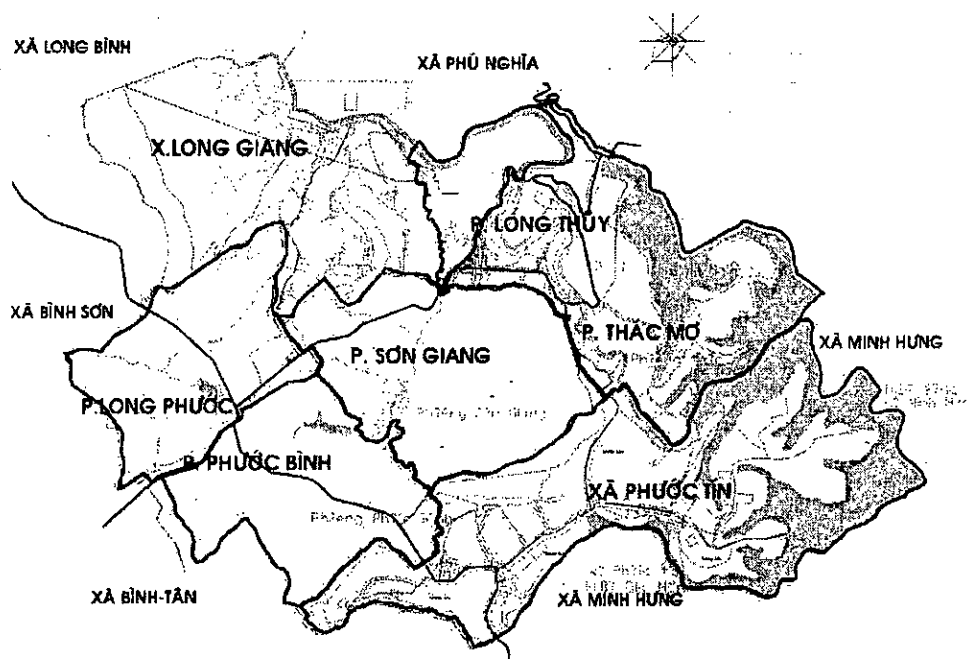 XÃ LONG BÌNH
XÃ PHÚ NGHĨA
X.LONG GIANG
P. LONG THỦY
XÃ BÌNH SƠN
P. THÁC MƠ
XÃ MINH HƯNG
P. SƠN GIANG
P.LONG PHƯỚC
P. PHƯỚC BÌNH
XÃ PHƯỚC TÍN
XÃ BÌNH-TÂN
XÃ MINH HƯNG